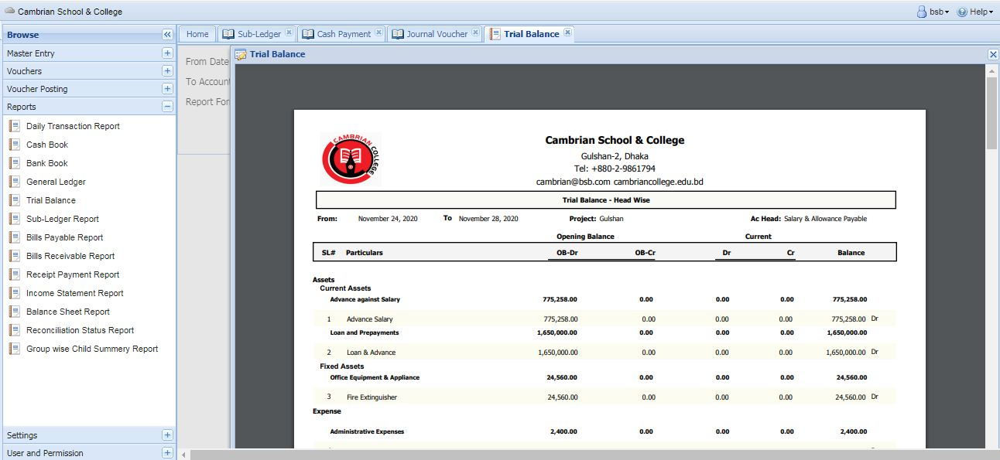 Cambrian School & College
bsb
Help
Browse
Master Entry
Vouchers
Voucher Posting
Reports
Daily Transaction Report
Cash Book
Bank Book
General Ledger
Trial Balance
Sub-Ledger Report
Bills Payable Report
Bills Receivable Report
Receipt Payment Report
Income Statement Report
Balance Sheet Report
Reconciliation Status Report
Group wise Child Summery Report
Settings
User and Permission
Home Sub-Ledger Cash Payment Journal Voucher Trial Balance
From Date
To Account
Report For
Trial Balance
CAMBRIAN COLLEGE
Cambrian School & College
Gulshan-2, Dhaka
Tel: +880-2-9861794
cambrian@bsb.com cambriancollege.edu.bd
Trial Balance - Head Wise
From: November 24, 2020 To November 28, 2020 Project: Gulshan Ac Head: Salary & Allowance Payable
Opening Balance Current
SL# Particulars OB-Dr OB-Cr Dr Cr Balance
Assets
Current Assets
Advance against Salary 775,258.00 0.00 0.00 0.00 775,258.00
1 Advance Salary 775,258.00 0.00 0.00 0.00 775,258.00 Dr
Loan and Prepayments 1,650,000.00 0.00 0.00 0.00 1,650,000.00
2 Loan & Advance 1,650,000.00 0.00 0.00 0.00 1,650,000.00 Dr
Fixed Assets
Office Equipment & Appliance 24,560.00 0.00 0.00 0.00 24,560.00
3 Fire Extinguisher 24,560.00 0.00 0.00 0.00 24,560.00 Dr
Expense
Administrative Expenses 2,400.00 0.00 0.00 0.00 2,400.00